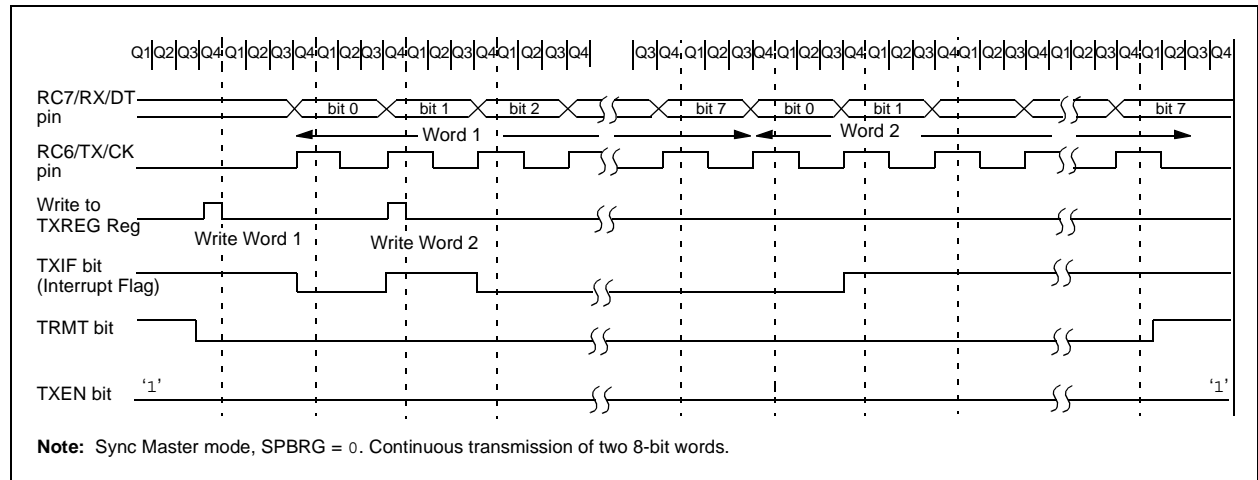 Q1 Q2 Q3 Q4 Q1 Q2 Q3 Q4 Q1 Q2 Q3 Q4 Q1 Q2 Q3 Q4 Q1 Q2 Q3 Q4 Q3 Q4 Q1 Q2 Q3 Q4 Q1 Q2 Q3 Q4 Q1 Q2 Q3 Q4 Q1 Q2 Q3 Q4 Q1 Q2 Q3 Q4 Q1 Q2 Q3 Q4
RC7/RX/DT
pin
bit 0 bit 1 bit 2 bit 7 bit 0 bit 1 bit 7
Word 1 Word 2
RC6/TX/CK
pin
Write to
TXREG Reg
Write Word 1 Write Word 2
TXIF bit
(Interrupt Flag)
TRMT bit
TXEN bit ‘1’ ‘1’
Note: Sync Master mode, SPBRG = 0. Continuous transmission of two 8-bit words.